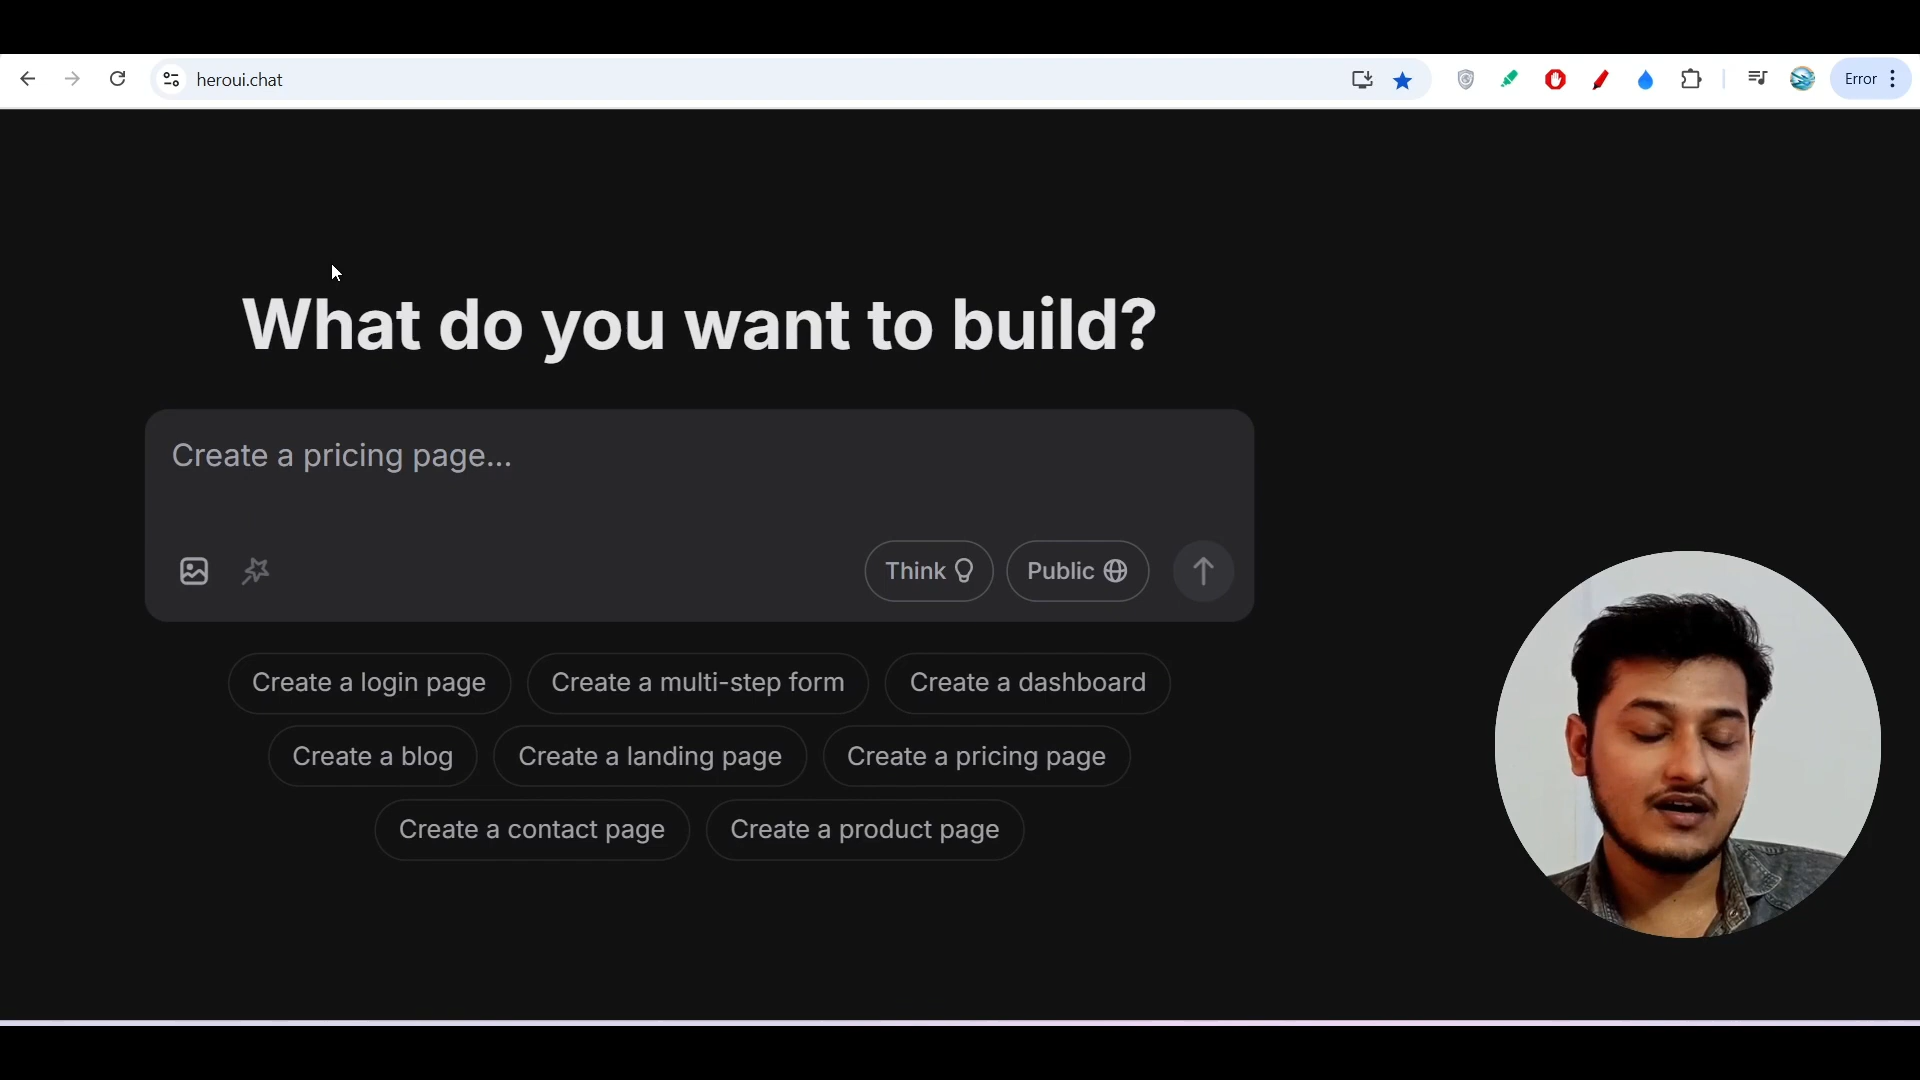 heroui.chat
Error
What do you want to build?
Create a pricing page...
Think
Public
Create a login page
Create a multi-step form
Create a dashboard
Create a blog
Create a landing page
Create a pricing page
Create a contact page
Create a product page